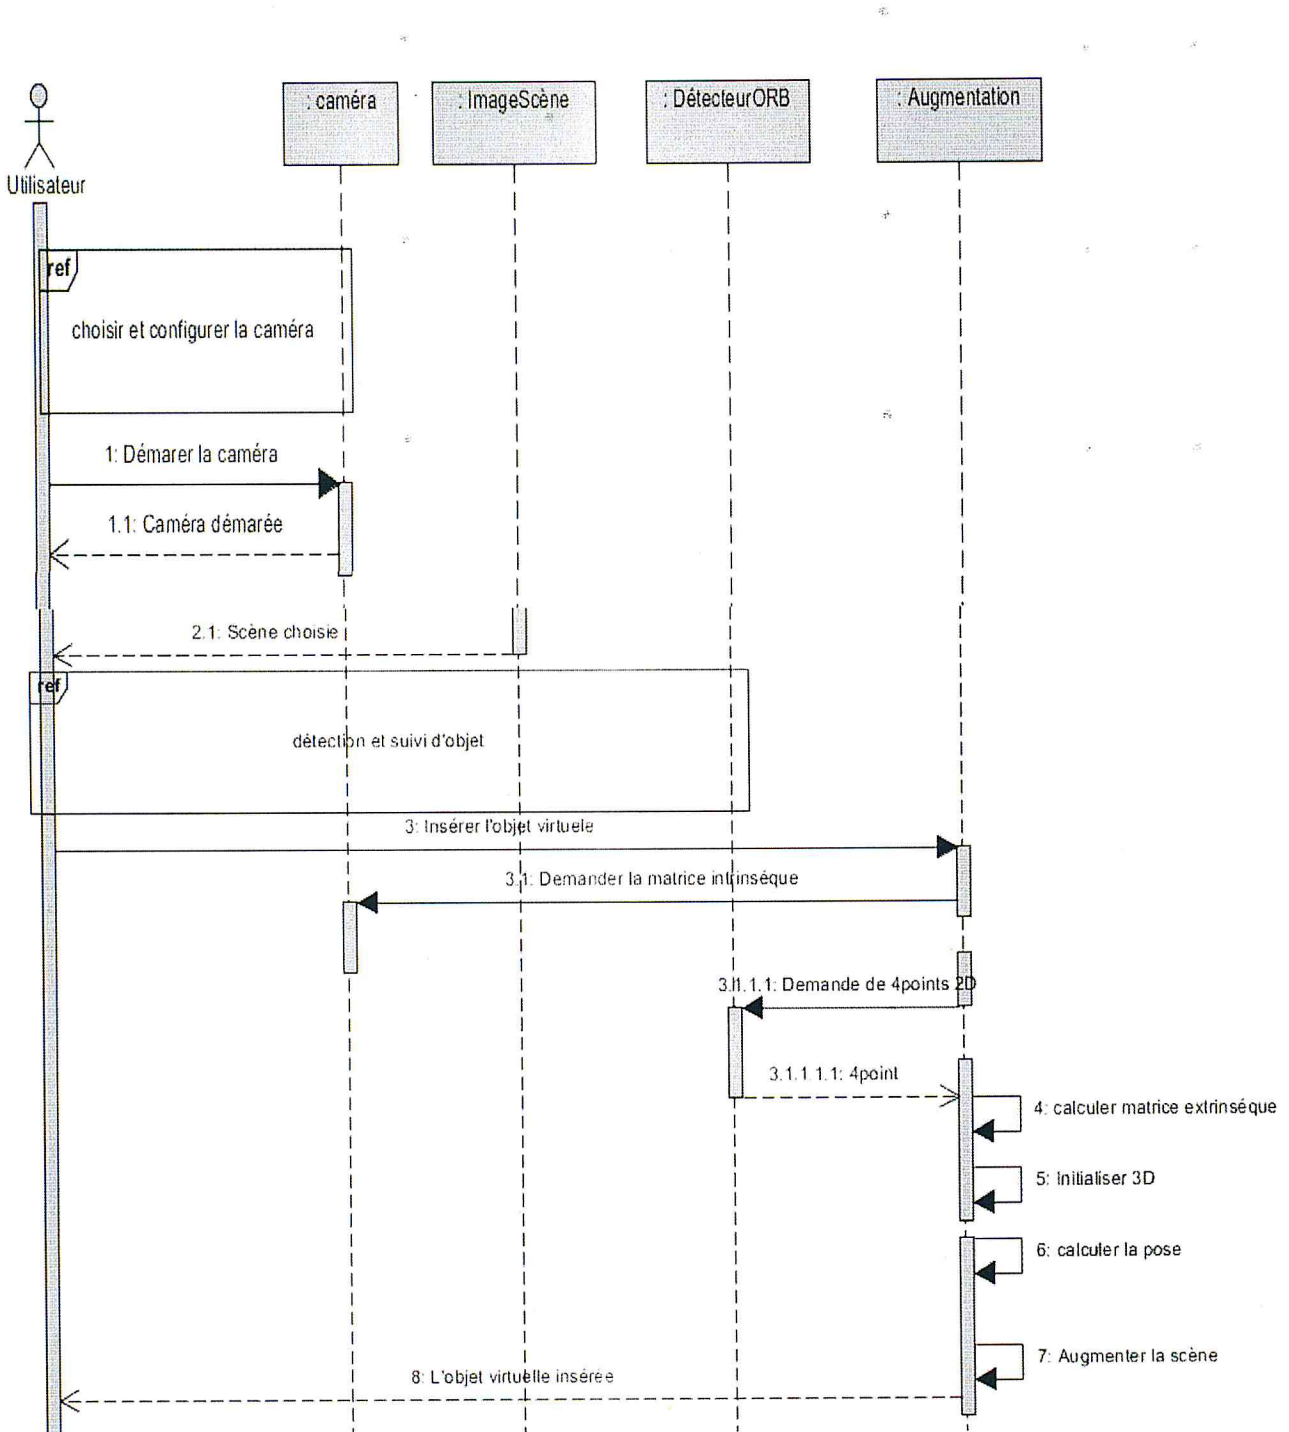 : caméra
: ImageScène
: DétecteurORB
: Augmentation
Utilisateur
ref
choisir et configurer la caméra
1: Démarer la caméra
1.1: Caméra démarée
2.1: Scène choisie
ref
détection et suivi d'objet
3: Insérer l'objet virtuele
3.1: Demander la matrice intrinséque
3.1.1.1: Demande de 4points 2D
3.1.1.1.1: 4point
4: calculer matrice extrinséque
5: Initialiser 3D
6: calculer la pose
7: Augmenter la scène
8: L'objet virtuelle insérée